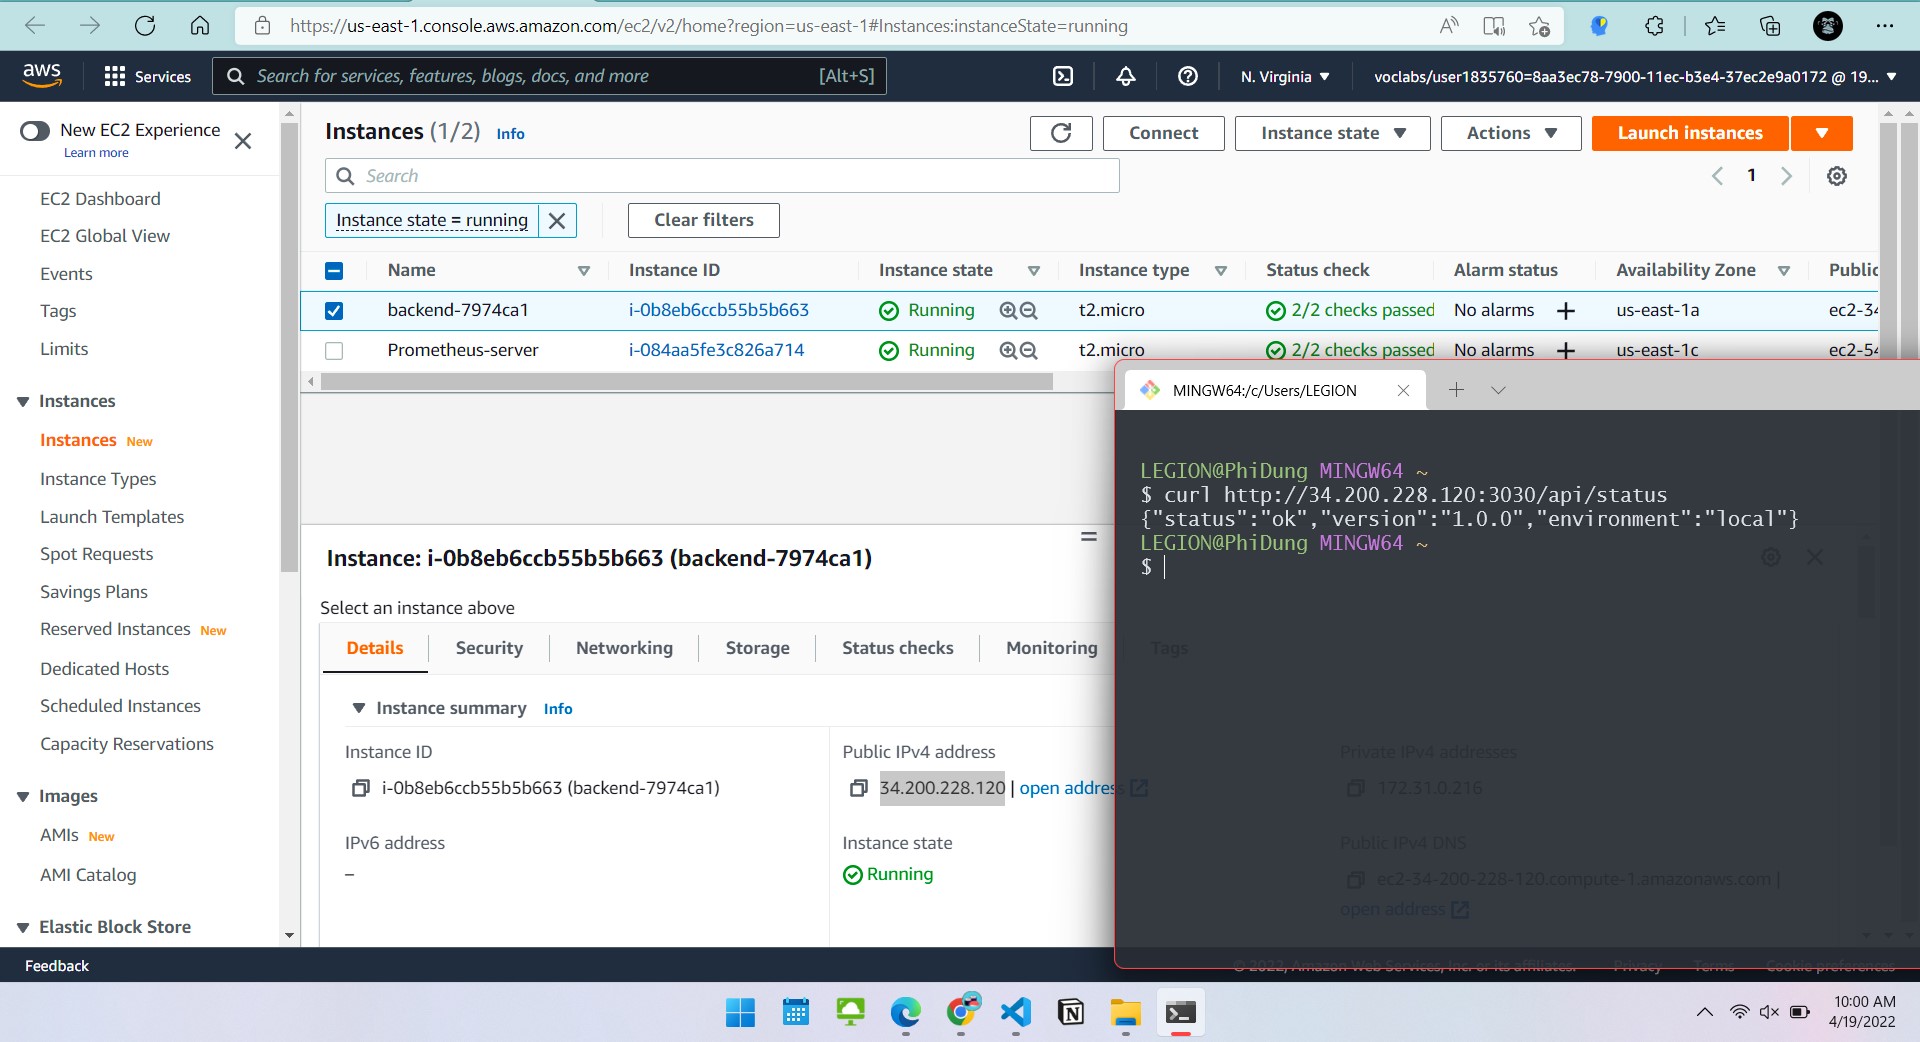 https://us-east-1.console.aws.amazon.com/ec2/v2/home?region=us-east-1#Instances:instanceState=running
aws
Services
Search for services, features, blogs, docs, and more
[Alt+S]
N. Virginia
voclabs/user1835760=8aa3ec78-7900-11ec-b3e4-37ec2e9a0172 @ 19...
New EC2 Experience
Learn more
EC2 Dashboard
EC2 Global View
Events
Tags
Limits
Instances
Instances New
Instance Types
Launch Templates
Spot Requests
Savings Plans
Reserved Instances New
Dedicated Hosts
Scheduled Instances
Capacity Reservations
Images
AMIs New
AMI Catalog
Elastic Block Store
Instances (1/2) Info
Connect
Instance state
Actions
Launch instances
Search
1
Instance state = running
Clear filters
Name Instance ID Instance state Instance type Status check Alarm status Availability Zone Public
backend-7974ca1 i-0b8eb6ccb55b5b663 Running t2.micro 2/2 checks passed No alarms + us-east-1a ec2-34
Prometheus-server i-084aa5fe3c826a714 Running t2.micro 2/2 checks passed No alarms + us-east-1c ec2-54
Instance: i-0b8eb6ccb55b5b663 (backend-7974ca1)
Select an instance above
Details Security Networking Storage Status checks Monitoring Tags
Instance summary Info
Instance ID
i-0b8eb6ccb55b5b663 (backend-7974ca1)
Public IPv4 address
34.200.228.120 | open address
Private IPv4 addresses
172.31.0.216
IPv6 address
–
Instance state
Running
Public IPv4 DNS
ec2-34-200-228-120.compute-1.amazonaws.com |
open address
MINGW64:/c/Users/LEGION
LEGION@PhiDung MINGW64 ~
$ curl http://34.200.228.120:3030/api/status
{"status":"ok","version":"1.0.0","environment":"local"}
LEGION@PhiDung MINGW64 ~
$
Feedback
© 2022, Amazon Web Services, Inc. or its affiliates. Privacy Terms Cookie preferences
10:00 AM
4/19/2022